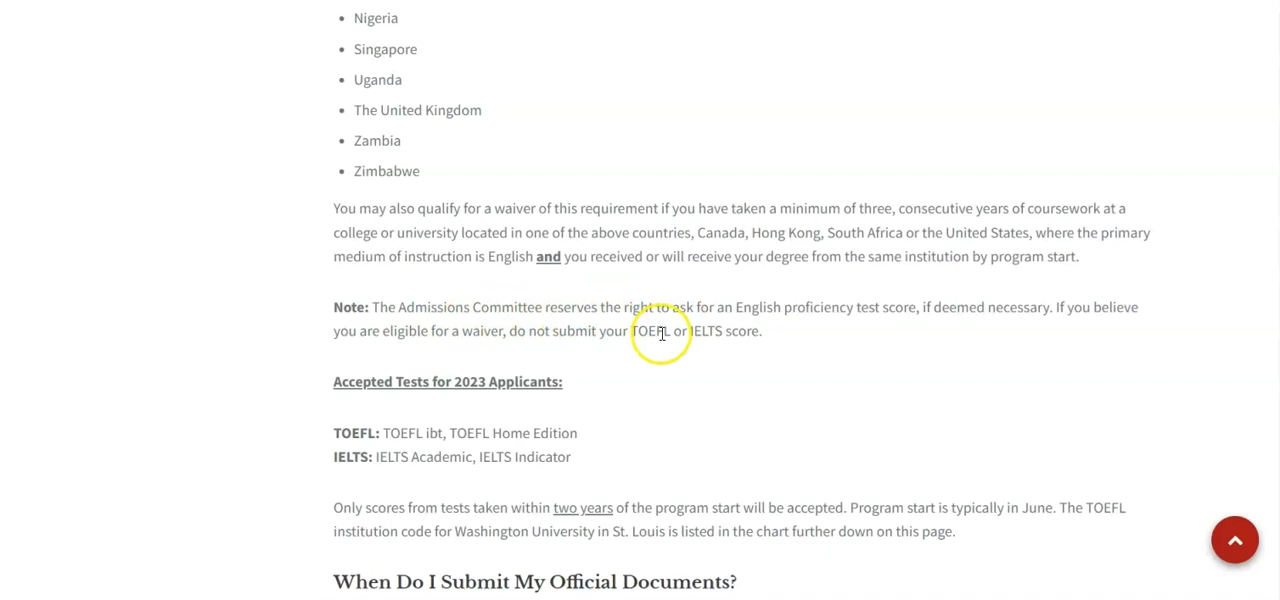 Nigeria
Singapore
Uganda
The United Kingdom
Zambia
Zimbabwe
You may also qualify for a waiver of this requirement if you have taken a minimum of three, consecutive years of coursework at a
college or university located in one of the above countries, Canada, Hong Kong, South Africa or the United States, where the primary
medium of instruction is English and you received or will receive your degree from the same institution by program start.
Note: The Admissions Committee reserves the right to ask for an English proficiency test score, if deemed necessary. If you believe
you are eligible for a waiver, do not submit your TOEFL or IELTS score.
Accepted Tests for 2023 Applicants:
TOEFL: TOEFL ibt, TOEFL Home Edition
IELTS: IELTS Academic, IELTS Indicator
Only scores from tests taken within two years of the program start will be accepted. Program start is typically in June. The TOEFL
institution code for Washington University in St. Louis is listed in the chart further down on this page.
When Do I Submit My Official Documents?